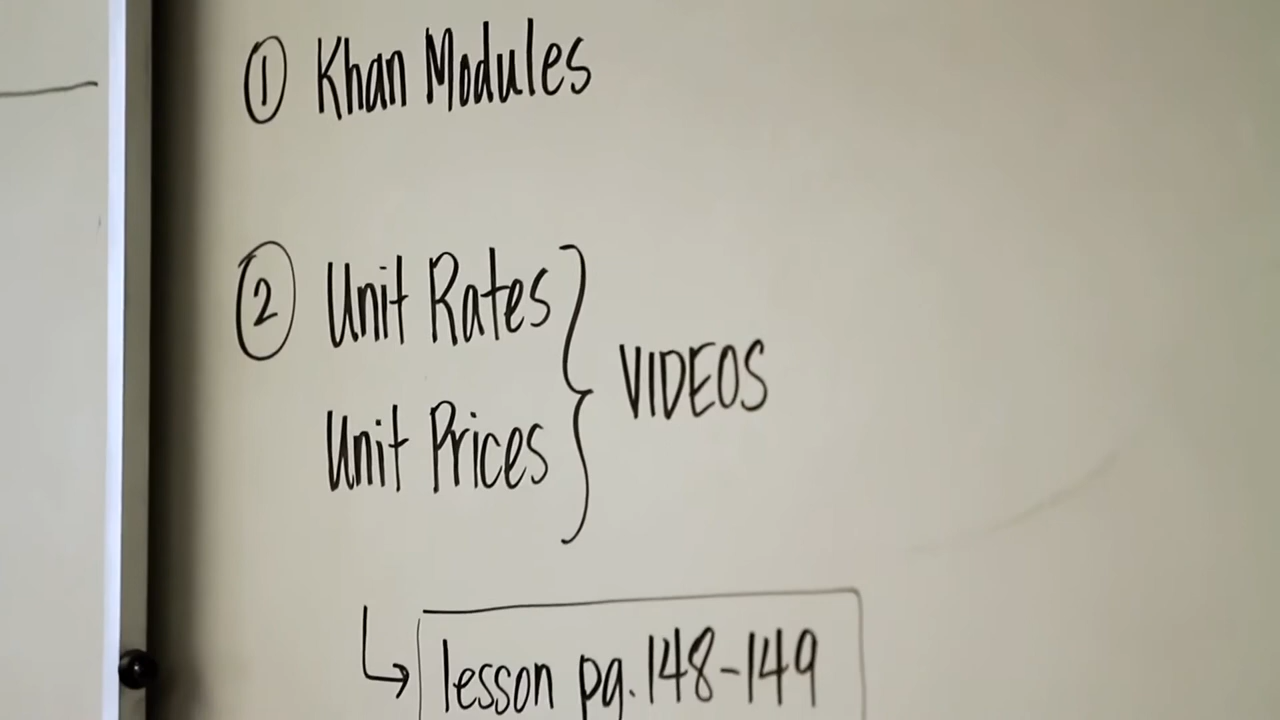 ① Khan Modules
② Unit Rates
VIDEOS
Unit Prices
lesson pg. 148-149